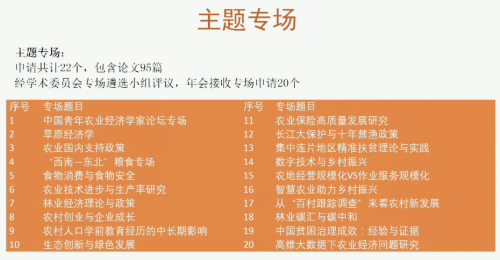 主题专场
主题专场:
申请共计22个，包含论文95篇
经学术委员会专场遴选小组评议，年会接收专场申请20个
序号 专场题目
1 中国青年农业经济学家论坛专场
2 草原经济学
3 农业国内支持政策
4 “西南—东北”粮食专场
5 食物消费与食物安全
6 农业技术进步与生产率研究
7 林业经济理论与政策
8 农村创业与企业成长
9 农村人口学前教育经历的中长期影响
10 生态创新与绿色发展
序号 专场题目
11 农业保险高质量发展研究
12 长江大保护与十年禁渔政策
13 集中连片地区精准扶贫理论与实践
14 数字技术与乡村振兴
15 农地经营规模化VS作业服务规模化
16 智慧农业助力乡村振兴
17 从“百村跟踪调查”来看农村新发展
18 林业碳汇与碳中和
19 中国贫困治理成效：经验与证据
20 高维大数据下农业经济问题研究